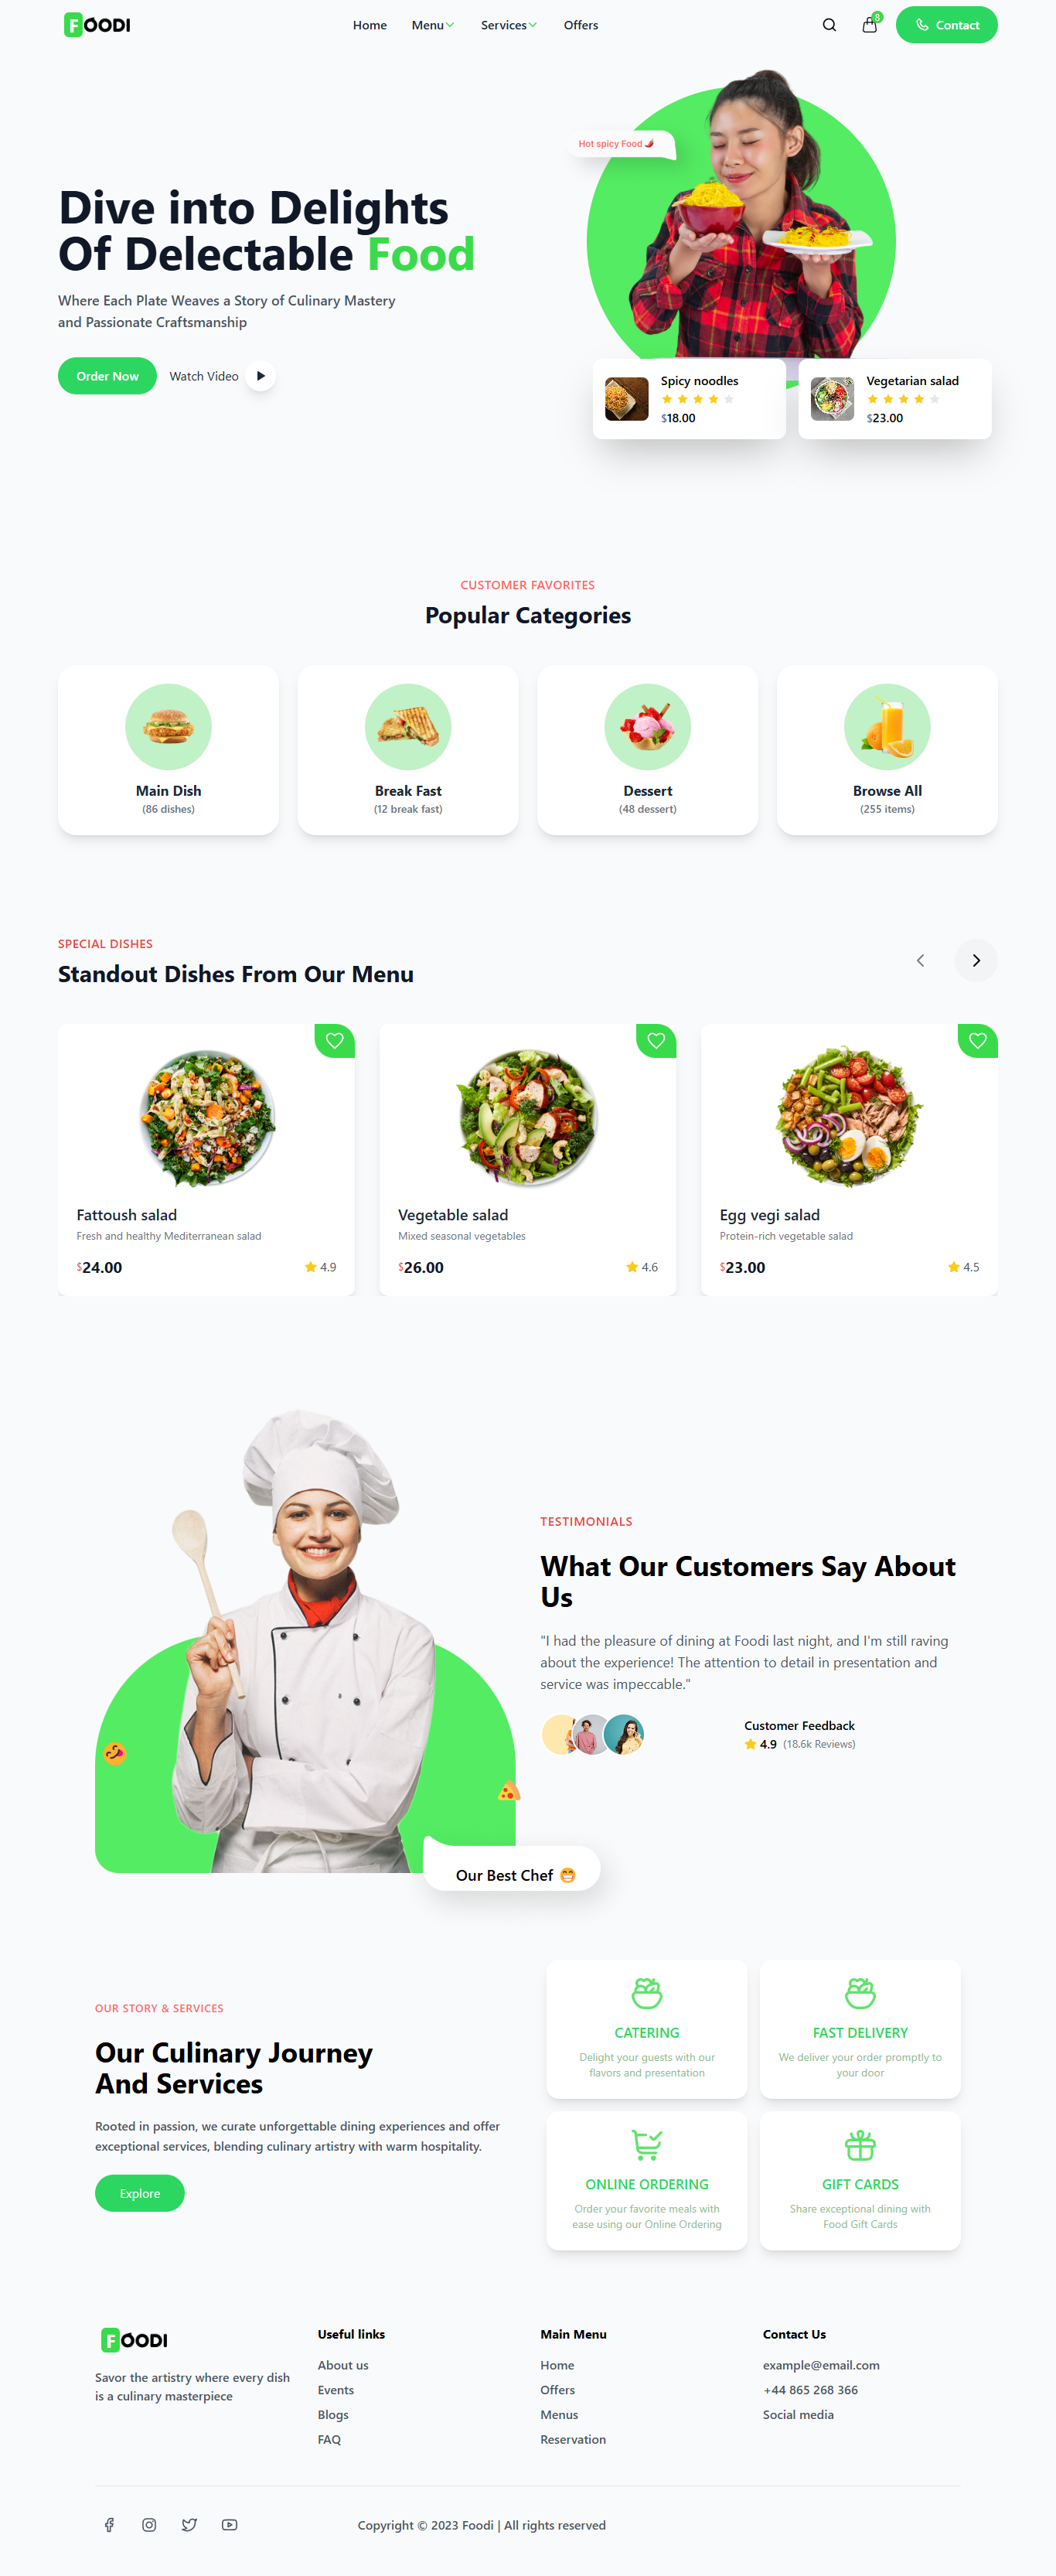 FOODI
Home
Menu
Services
Offers
8
Contact
Hot spicy Food 🌶
Dive into Delights
Of Delectable Food
Where Each Plate Weaves a Story of Culinary Mastery
and Passionate Craftsmanship
Order Now
Watch Video
Spicy noodles
$18.00
Vegetarian salad
$23.00
CUSTOMER FAVORITES
Popular Categories
Main Dish
(86 dishes)
Break Fast
(12 break fast)
Dessert
(48 dessert)
Browse All
(255 items)
SPECIAL DISHES
Standout Dishes From Our Menu
Fattoush salad
Fresh and healthy Mediterranean salad
$24.00
4.9
Vegetable salad
Mixed seasonal vegetables
$26.00
4.6
Egg vegi salad
Protein-rich vegetable salad
$23.00
4.5
TESTIMONIALS
What Our Customers Say About
Us
"I had the pleasure of dining at Foodi last night, and I'm still raving
about the experience! The attention to detail in presentation and
service was impeccable."
Customer Feedback
4.9 (18.6k Reviews)
Our Best Chef 😁
OUR STORY & SERVICES
Our Culinary Journey
And Services
Rooted in passion, we curate unforgettable dining experiences and offer
exceptional services, blending culinary artistry with warm hospitality.
Explore
CATERING
Delight your guests with our
flavors and presentation
FAST DELIVERY
We deliver your order promptly to
your door
ONLINE ORDERING
Order your favorite meals with
ease using our Online Ordering
GIFT CARDS
Share exceptional dining with
Food Gift Cards
FOODI
Savor the artistry where every dish
is a culinary masterpiece
Useful links
About us
Events
Blogs
FAQ
Main Menu
Home
Offers
Menus
Reservation
Contact Us
example@email.com
+44 865 268 366
Social media
Copyright © 2023 Foodi | All rights reserved